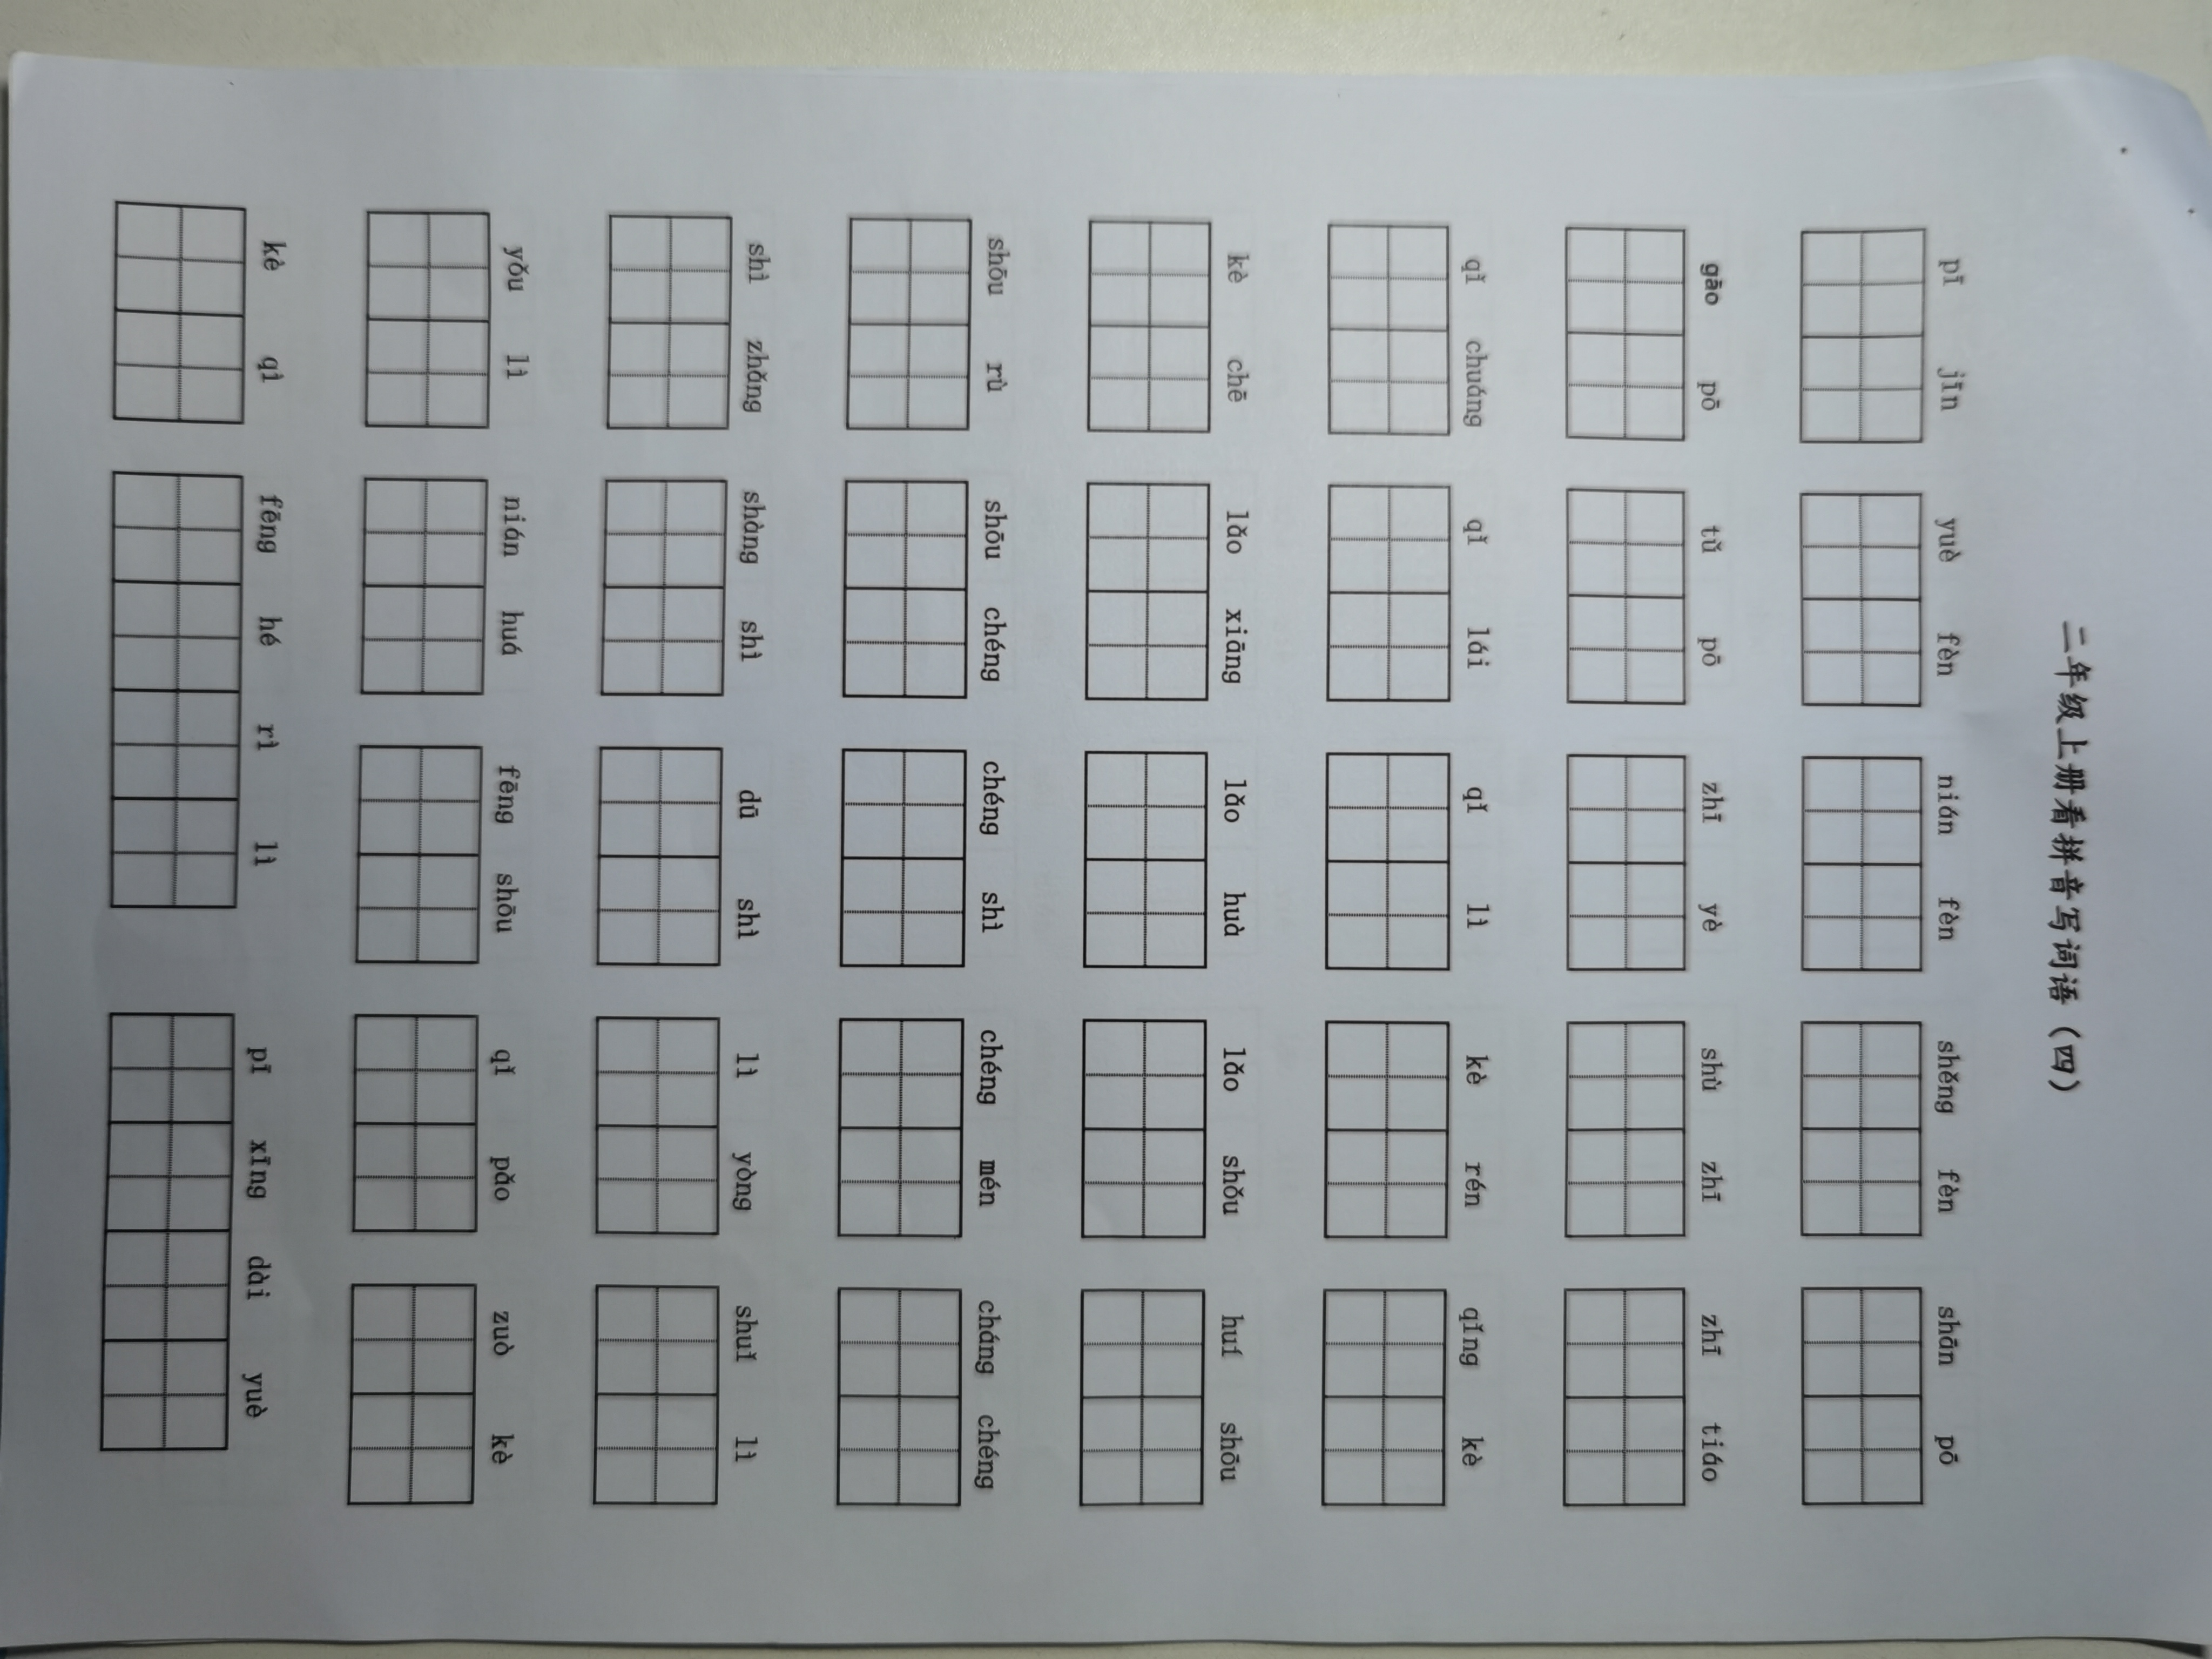 二年级上册看拼音写词语（四）
pī jīn yuè fèn nián fèn shěng fèn shān pō
gāo pō tǔ pō zhī yè shù zhī zhī tiáo
qǐ chuáng qǐ lái qǐ lì kè rén qǐng kè
kè chē lǎo xiāng lǎo huà lǎo shǒu huí shōu
shōu rù shōu chéng chéng shì chéng mén cháng chéng
shì zhǎng shàng shì dū shì lì yòng shuǐ lì
yǒu lì nián huá fēng shōu qǐ pǎo zuò kè
kè qì fēng hé rì lì pī xīng dài yuè